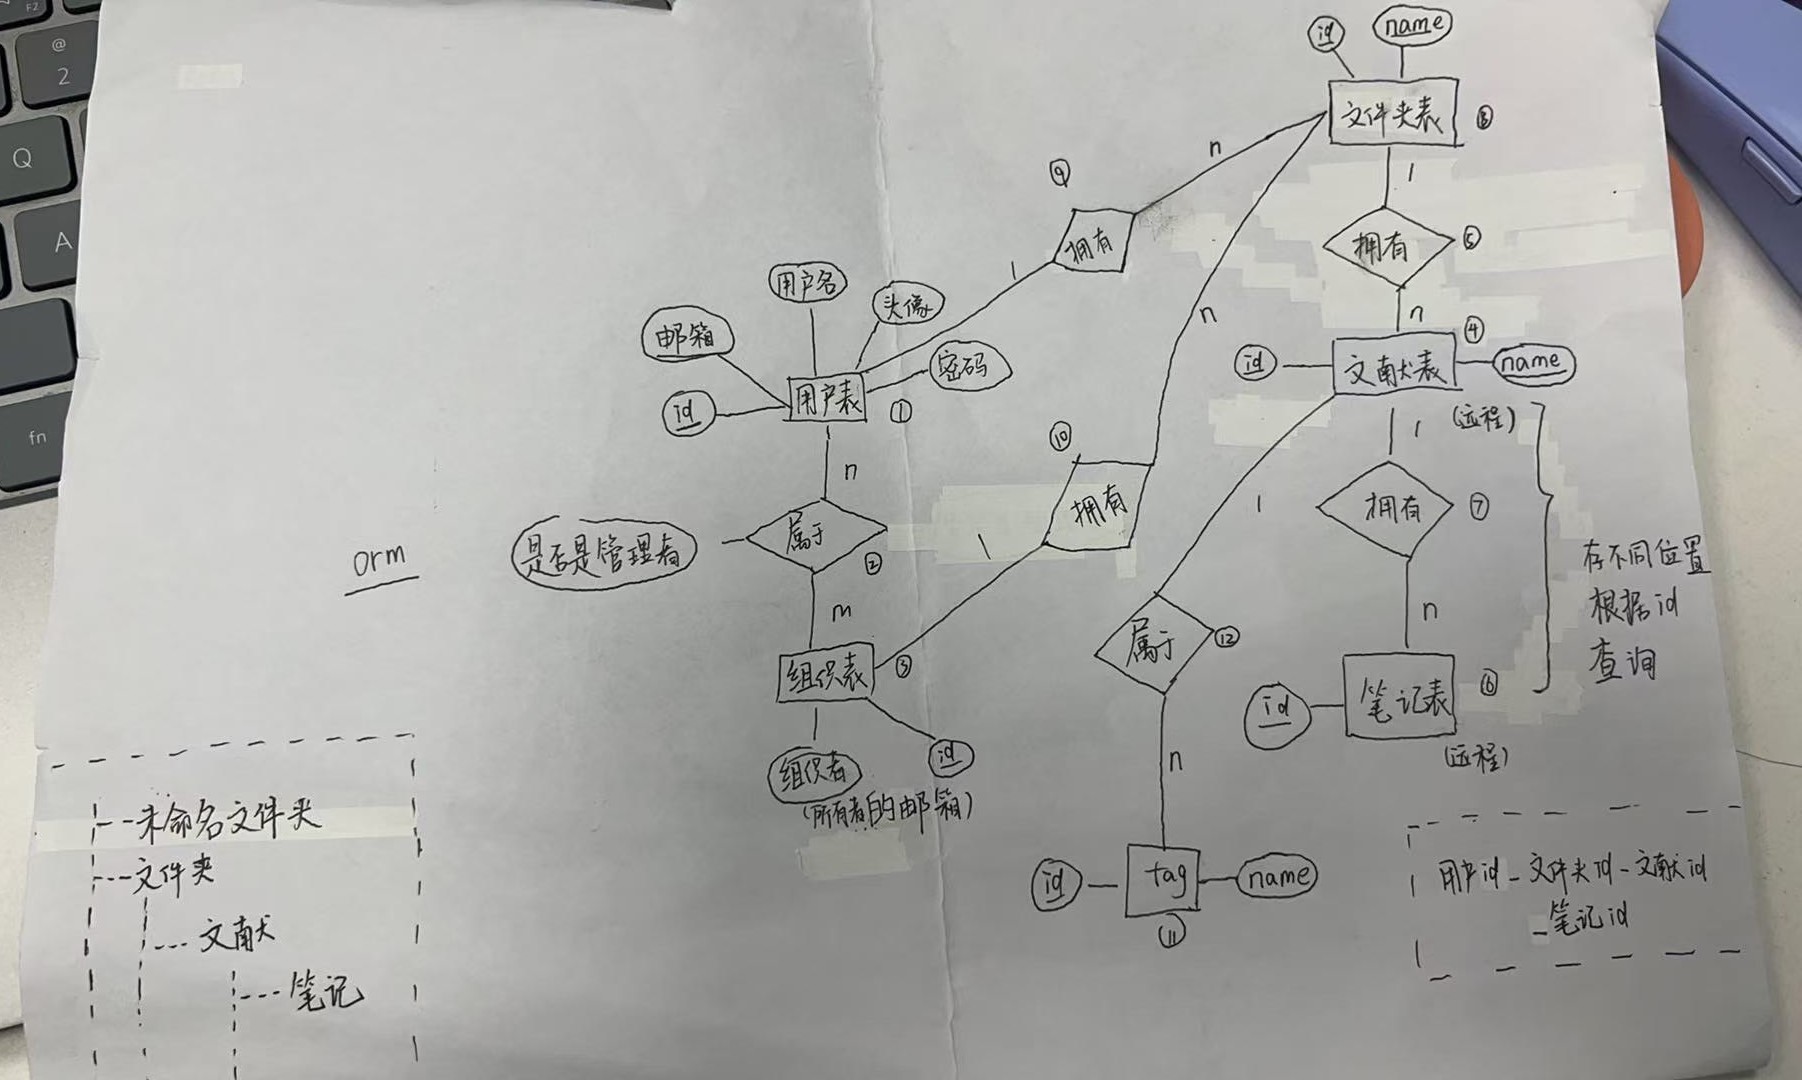 F2
@
2
Q
A
fn
id
name
文件夹表
⑧
n
1
⑨
拥有
拥有
⑤
n
1
n
用户名
头像
邮箱
密码
id
用户表
①
id
文献表
④
name
(远程)
n
⑩
拥有
1
1
拥有
⑦
orm
是否是管理者
属于
②
1
m
n
存不同位置
根据id
查询
属于
⑫
组织表
③
id
笔记表
⑥
(远程)
组织者
id
(所有者的邮箱)
n
id
tag
name
⑪
未命名文件夹
文件夹
文献
笔记
用户id-文件夹id-文献id
-笔记id